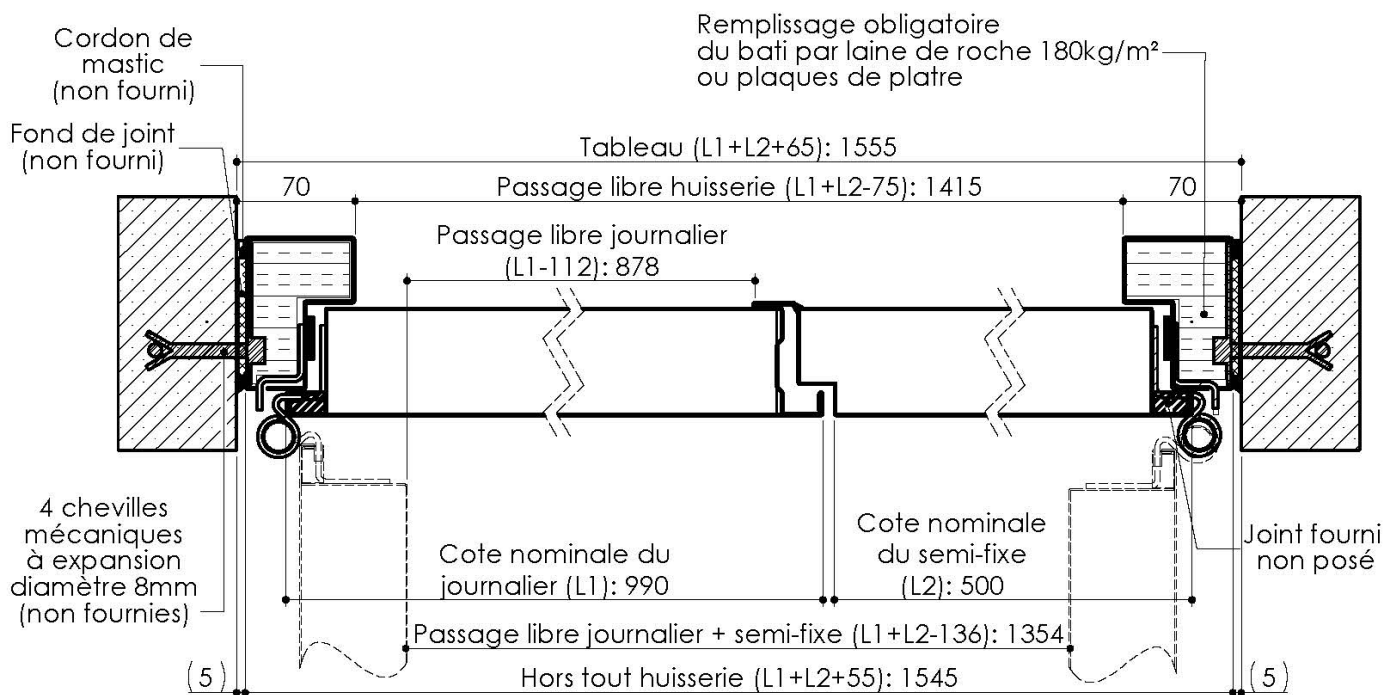 Cordon de
mastic
(non fourni)
Remplissage obligatoire
du bati par laine de roche 180kg/m²
ou plaques de platre
Fond de joint
(non fourni)
Tableau (L1+L2+65): 1555
70
Passage libre huisserie (L1+L2-75): 1415
70
Passage libre journalier
(L1-112): 878
4 chevilles
mécaniques
à expansion
diamètre 8mm
(non fournies)
Cote nominale du
journalier (L1): 990
Cote nominale
du semi-fixe
(L2): 500
Joint fourni
non posé
Passage libre journalier + semi-fixe (L1+L2-136): 1354
(5)
Hors tout huisserie (L1+L2+55): 1545
(5)